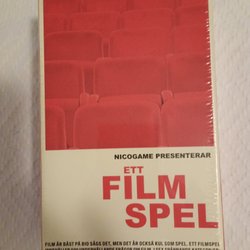 NICOGAME PRESENTERAR
ETT
FILM
SPEL
FILM ÄR BÄST PÅ BIO SÄGS DET, MEN DET ÄR OCKSÅ KUL SOM SPEL. ETT FILMSPEL